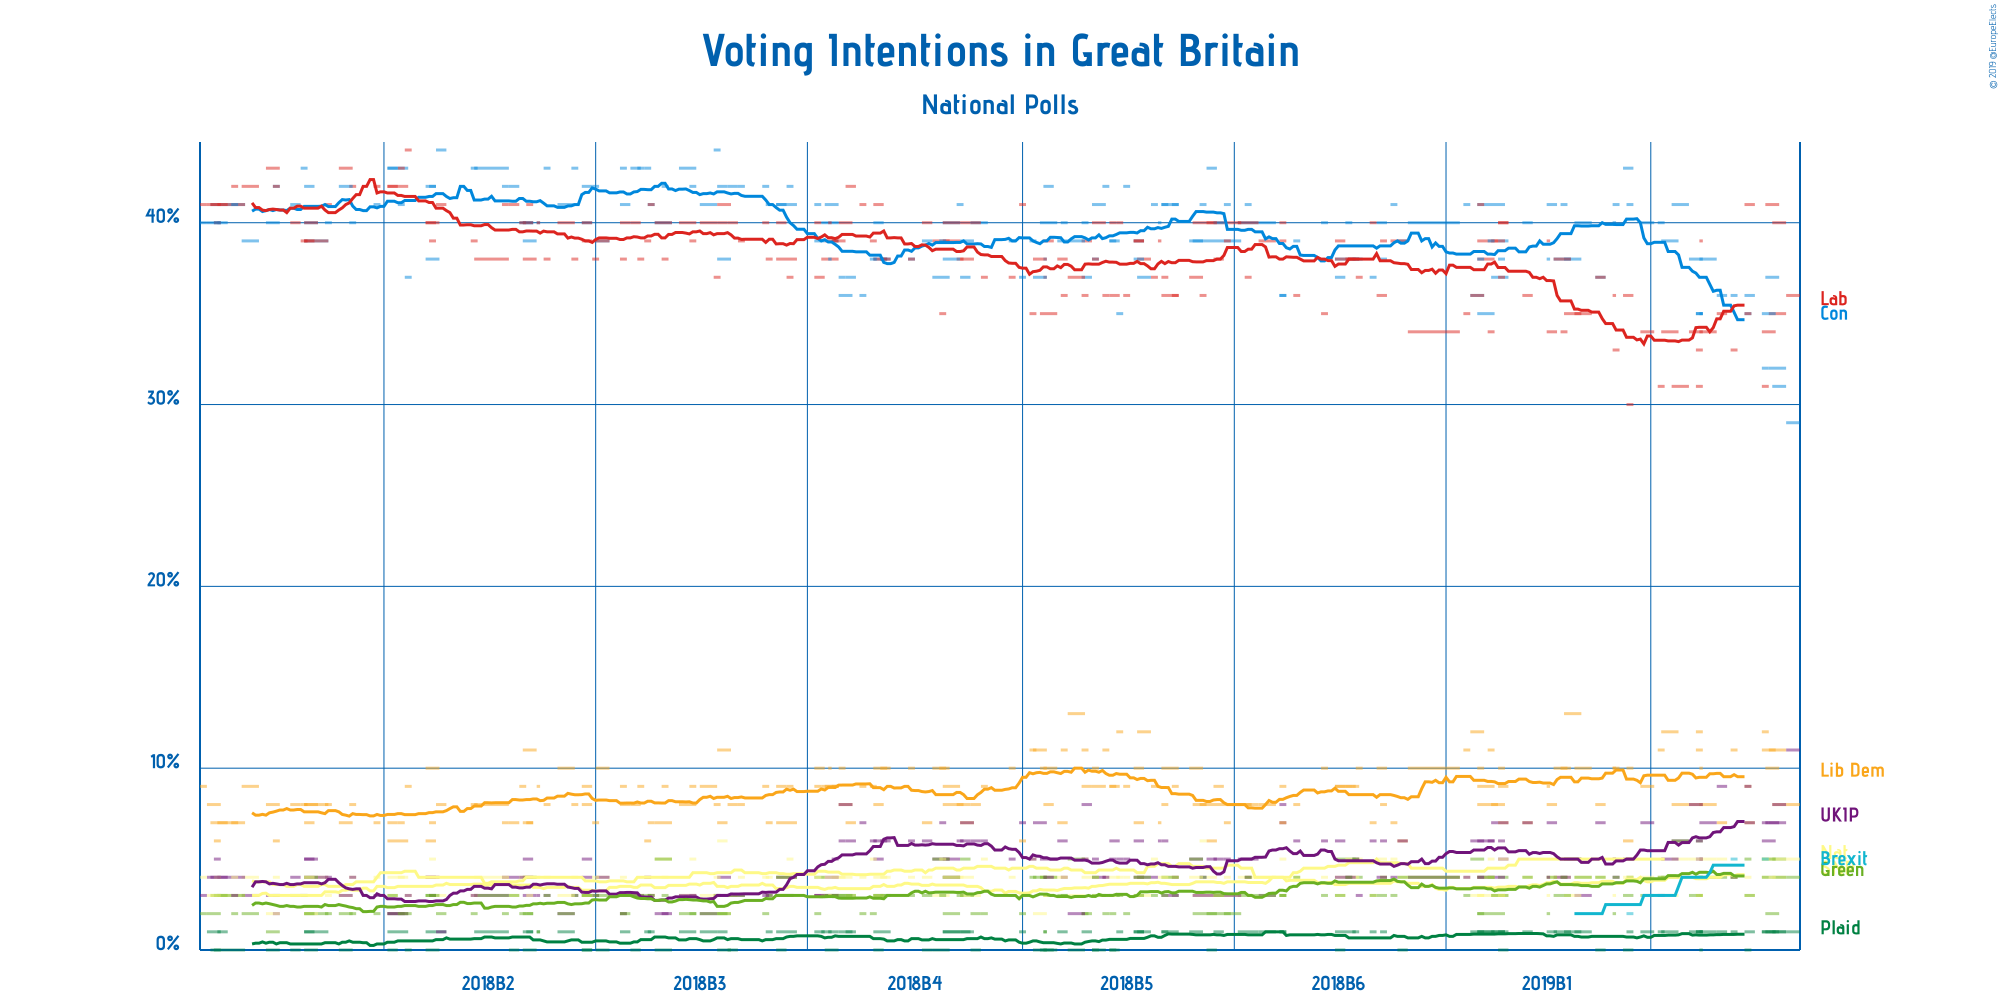 Voting Intentions in Great Britain
National Polls
© 2019 @EuropeElects
40%
30%
20%
10%
0%
Lab
Con
Lib Dem
UKIP
Brexit
Green
Plaid
2018B2
2018B3
2018B4
2018B5
2018B6
2019B1